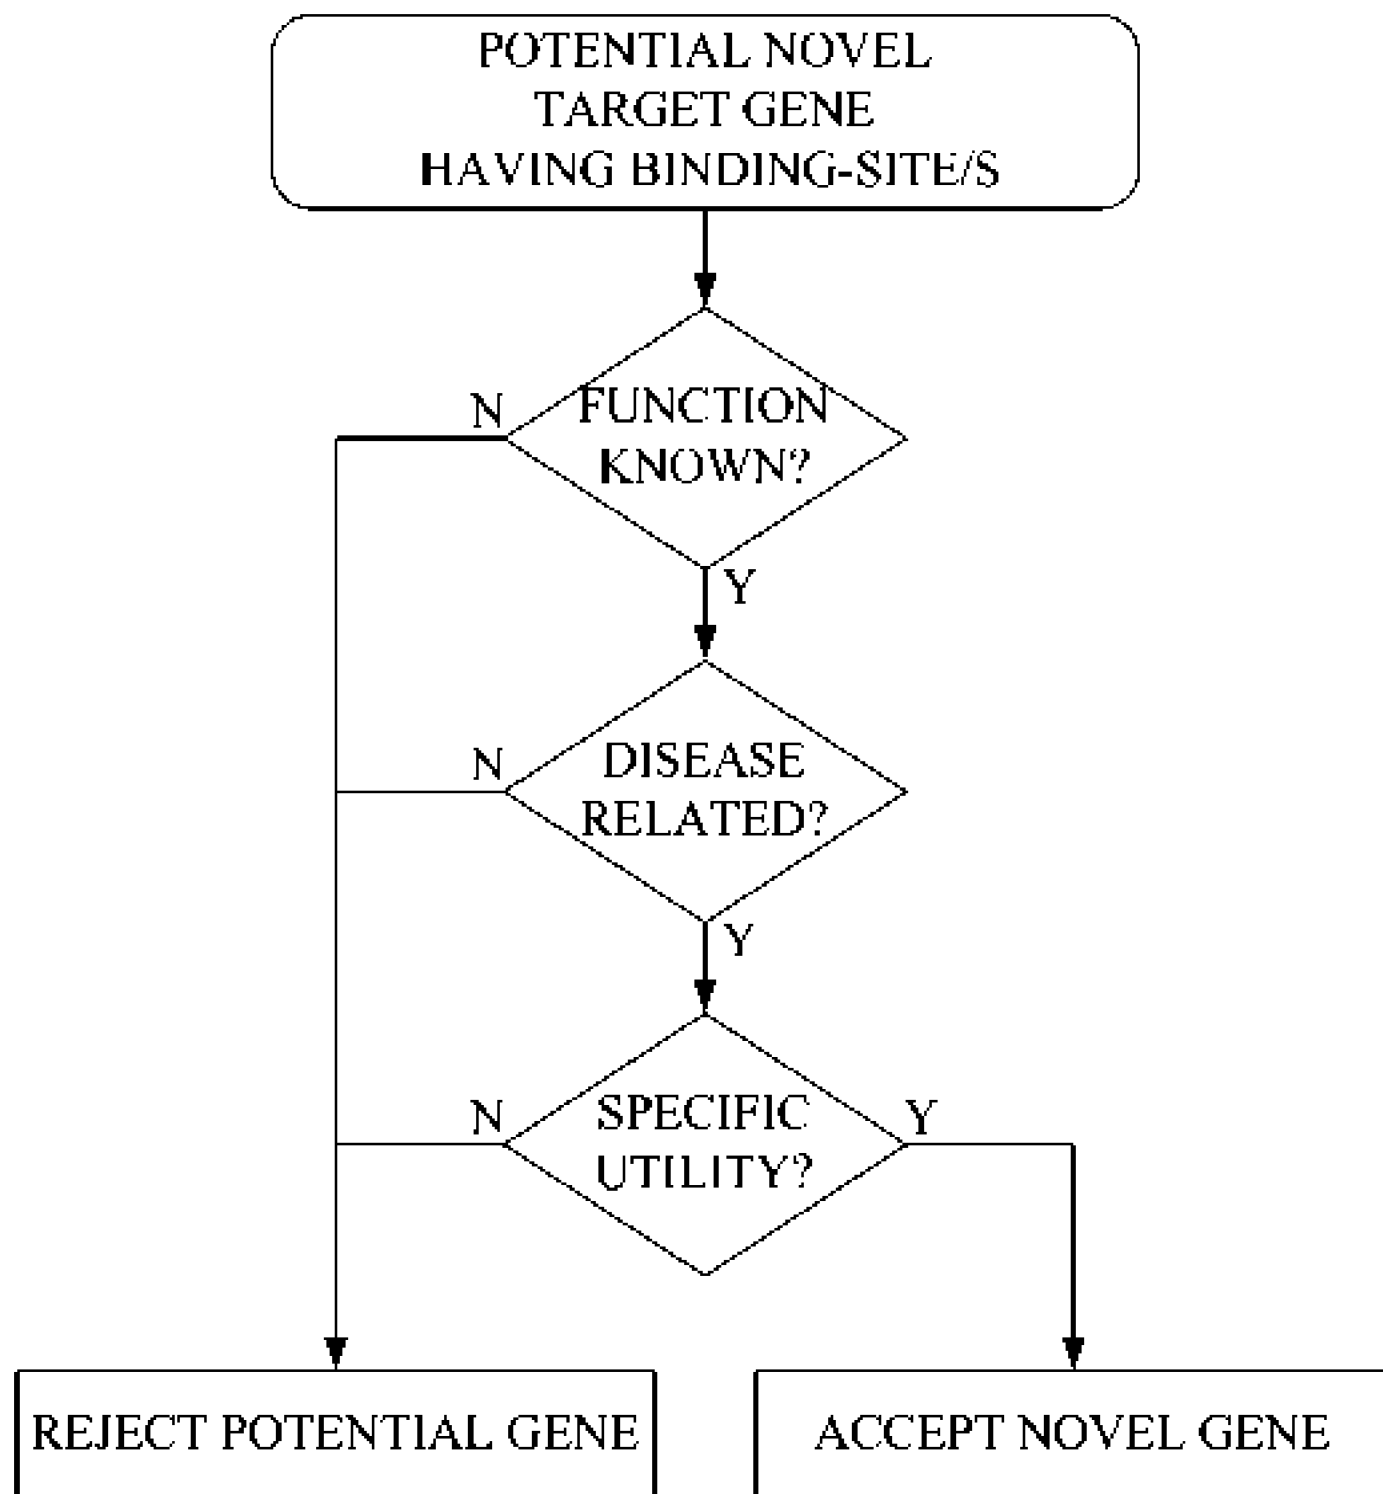 POTENTIAL NOVEL
TARGET GENE
HAVING BINDING-SITE/S
N
FUNCTION
KNOWN?
Y
N
DISEASE
RELATED?
Y
N
SPECIFIC
UTILITY?
Y
REJECT POTENTIAL GENE
ACCEPT NOVEL GENE